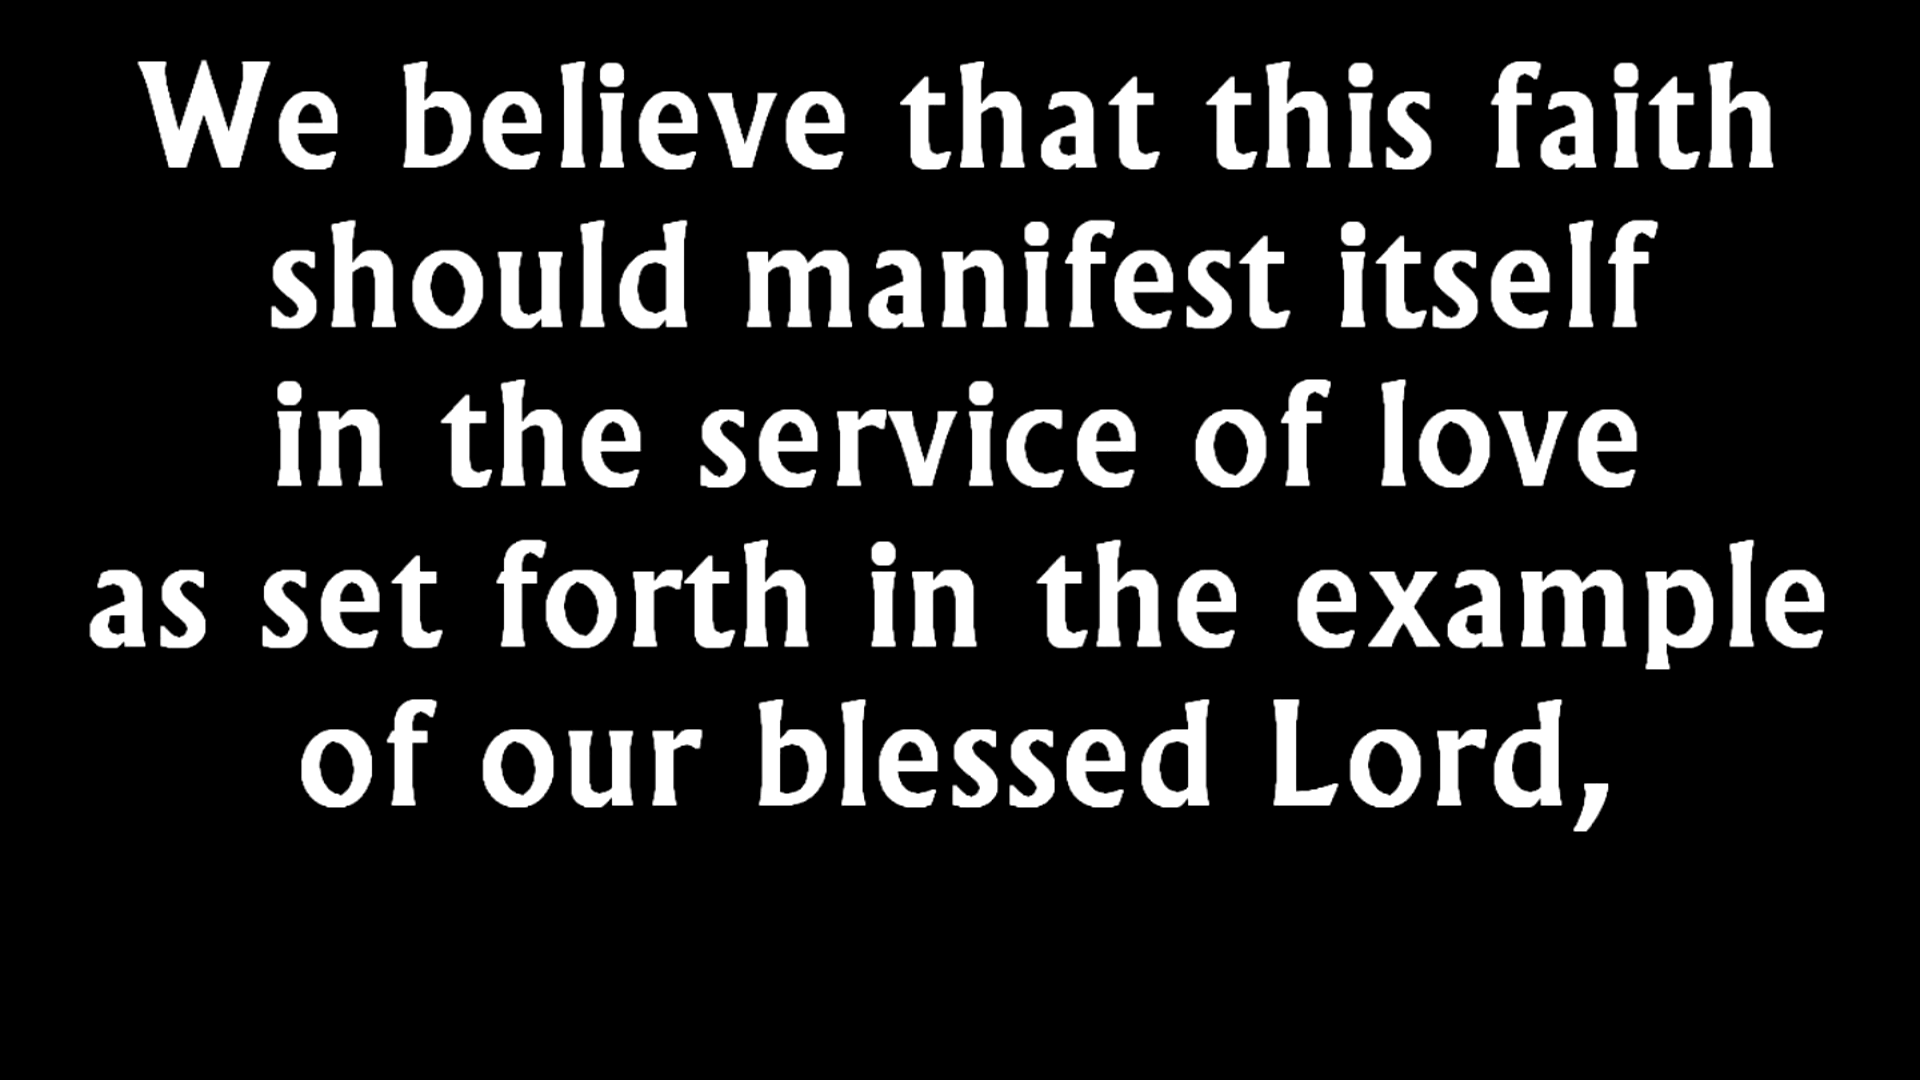 We believe that this faith
should manifest itself
in the service of love
as set forth in the example
of our blessed Lord,